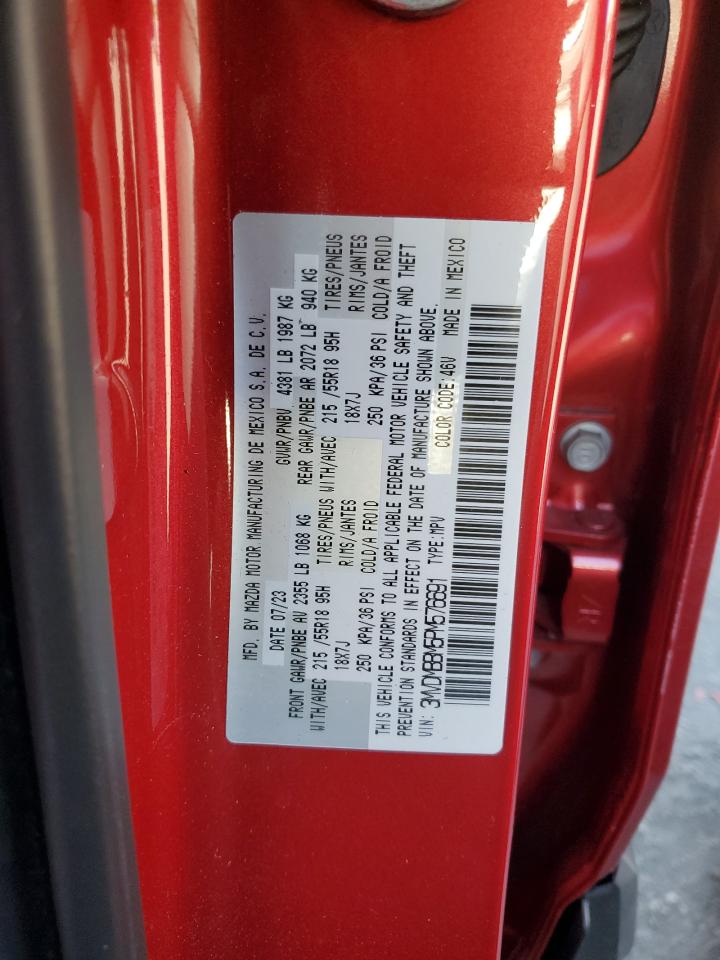 MFD. BY MAZDA MOTOR MANUFACTURING DE MEXICO S.A. DE C.V.
DATE 07/23 GVWR/PNBV 4381 LB 1987 KG
FRONT GAWR/PNBE AV 2355 LB 1068 KG REAR GAWR/PNBE AR 2072 LB 940 KG
WITH/AVEC 215 /55R18 95H TIRES/PNEUS WITH/AVEC 215 /55R18 95H TIRES/PNEUS
18X7J RIMS/JANTES 18X7J RIMS/JANTES
250 KPA/36 PSI COLD/A FROID 250 KPA/36 PSI COLD/A FROID
THIS VEHICLE CONFORMS TO ALL APPLICABLE FEDERAL MOTOR VEHICLE SAFETY AND THEFT
PREVENTION STANDARDS IN EFFECT ON THE DATE OF MANUFACTURE SHOWN ABOVE.
VIN: 3MVDMBBM5PM576691 TYPE:MPV COLOR CODE:46V MADE IN MEXICO